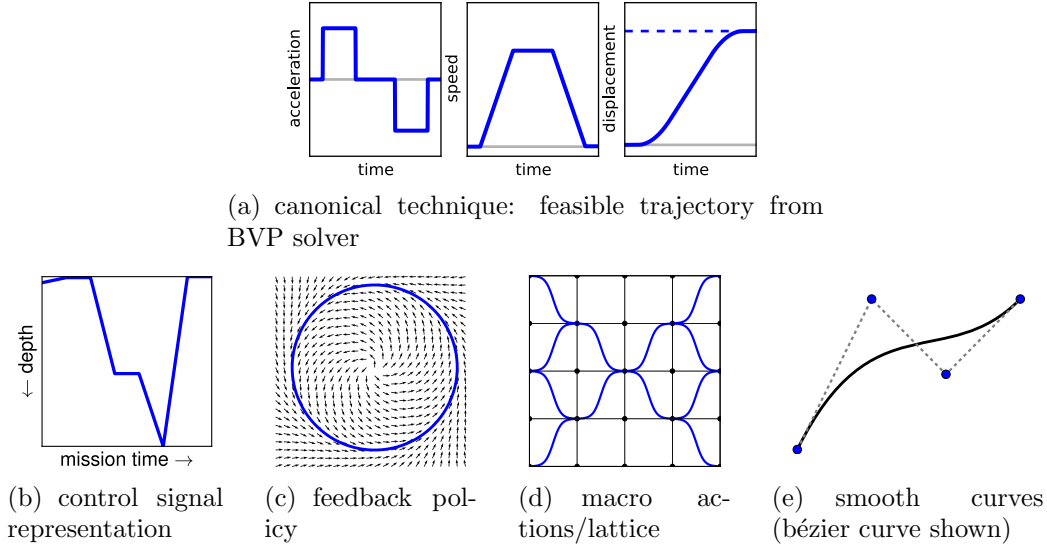 acceleration
time
speed
time
displacement
time
(a) canonical technique: feasible trajectory from
BVP solver
← depth
mission time →
(b) control signal
representation
(c) feedback pol-
icy
(d) macro ac-
tions/lattice
(e) smooth curves
(bézier curve shown)